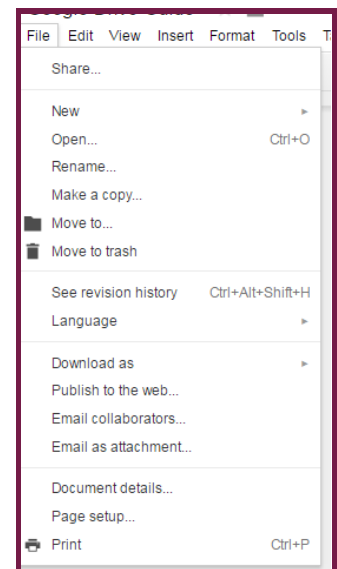 File Edit View Insert Format Tools
Share...
New
Open... Ctrl+O
Rename...
Make a copy...
Move to...
Move to trash
See revision history Ctrl+Alt+Shift+H
Language
Download as
Publish to the web...
Email collaborators...
Email as attachment...
Document details...
Page setup...
Print Ctrl+P